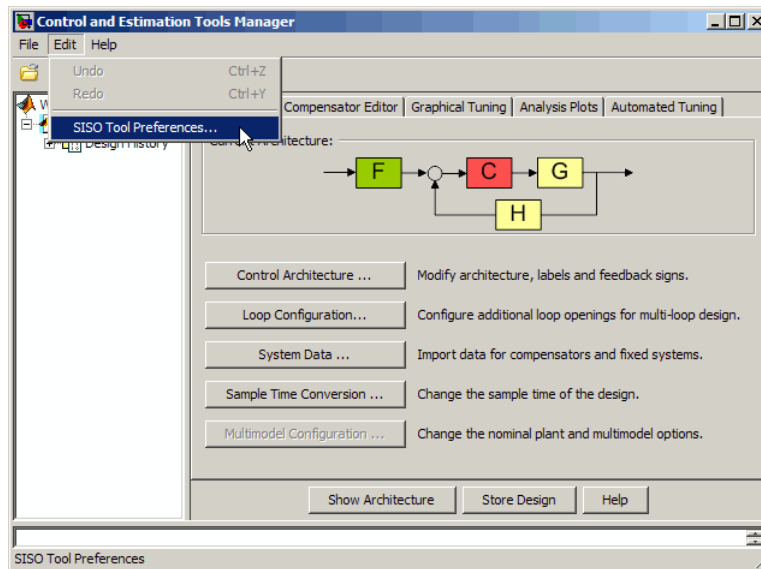 Control and Estimation Tools Manager
File Edit Help
Undo Ctrl+Z
Redo Ctrl+Y
SISO Tool Preferences...
Design History
Compensator Editor Graphical Tuning Analysis Plots Automated Tuning
Architecture:
F C G
H
Control Architecture ... Modify architecture, labels and feedback signs.
Loop Configuration... Configure additional loop openings for multi-loop design.
System Data ... Import data for compensators and fixed systems.
Sample Time Conversion ... Change the sample time of the design.
Multimodel Configuration ... Change the nominal plant and multimodel options.
Show Architecture Store Design Help
SISO Tool Preferences